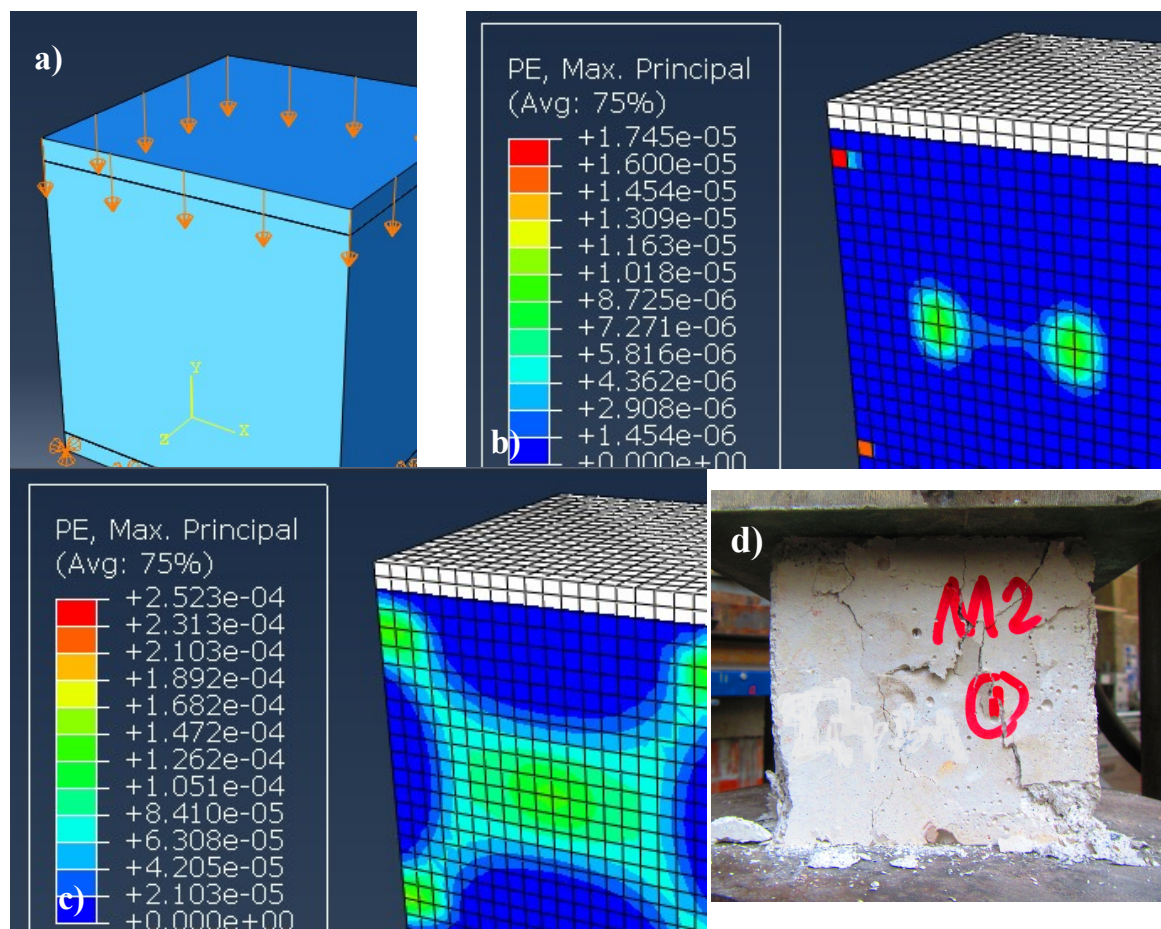 a)
Y
Z
X
PE, Max. Principal
(Avg: 75%)
+1.745e-05
+1.600e-05
+1.454e-05
+1.309e-05
+1.163e-05
+1.018e-05
+8.725e-06
+7.271e-06
+5.816e-06
+4.362e-06
+2.908e-06
+1.454e-06
+0.000e+00
b)
PE, Max. Principal
(Avg: 75%)
+2.523e-04
+2.313e-04
+2.103e-04
+1.892e-04
+1.682e-04
+1.472e-04
+1.262e-04
+1.051e-04
+8.410e-05
+6.308e-05
+4.205e-05
+2.103e-05
+0.000e+00
c)
d)
M2